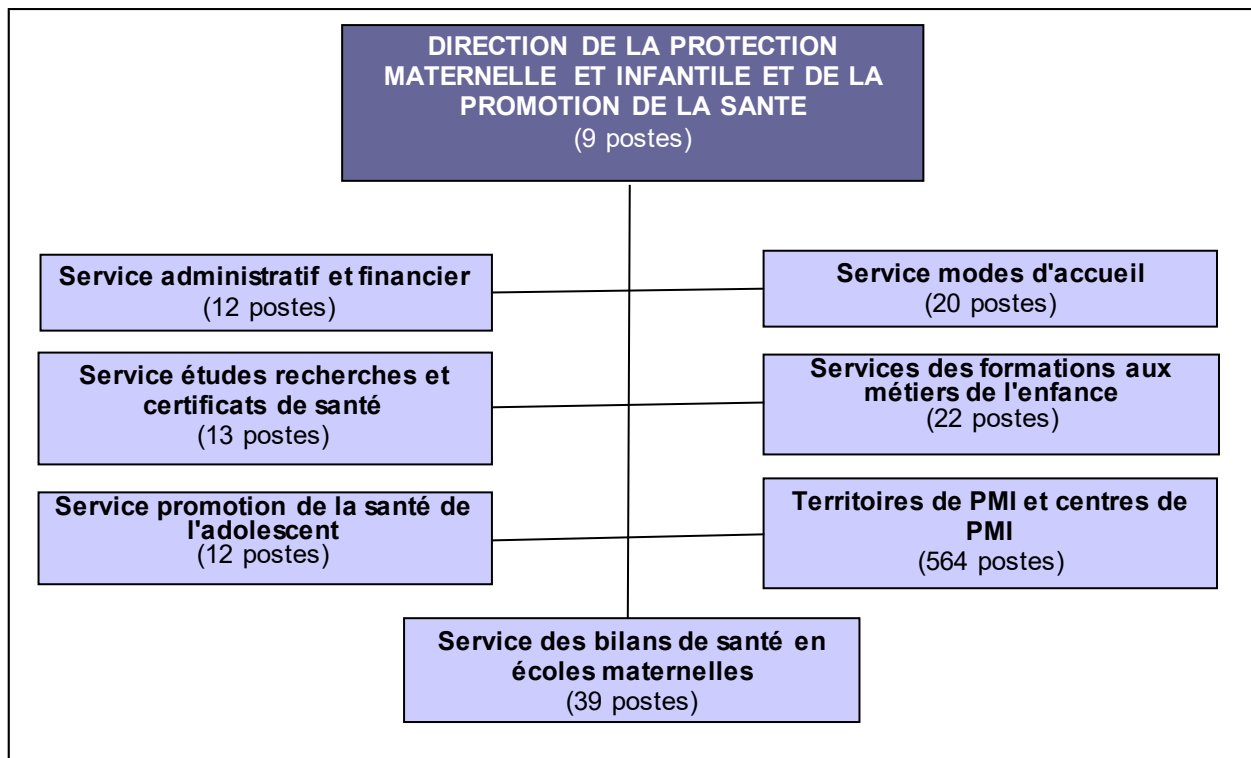 DIRECTION DE LA PROTECTION
MATERNELLE ET INFANTILE ET DE LA
PROMOTION DE LA SANTE
(9 postes)
Service administratif et financier
(12 postes)
Service modes d'accueil
(20 postes)
Service études recherches et
certificats de santé
(13 postes)
Services des formations aux
métiers de l'enfance
(22 postes)
Service promotion de la santé de
l'adolescent
(12 postes)
Territoires de PMI et centres de
PMI
(564 postes)
Service des bilans de santé en
écoles maternelles
(39 postes)